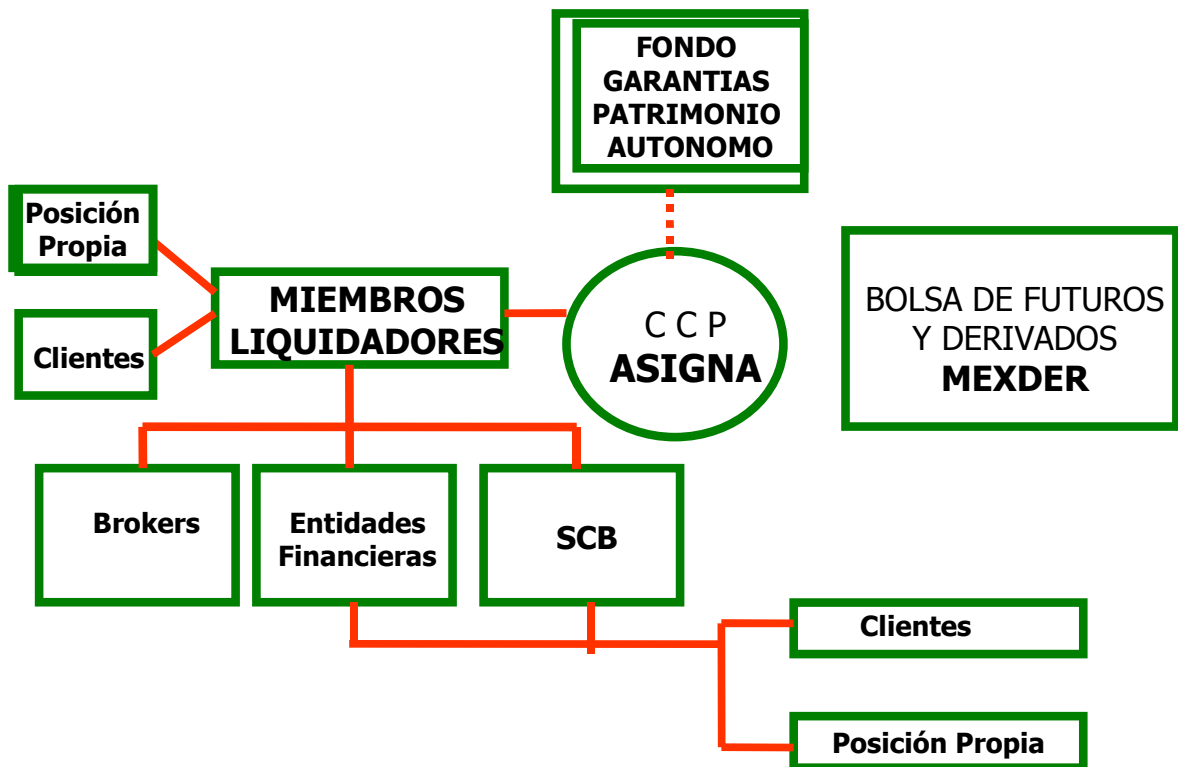 FONDO
GARANTIAS
PATRIMONIO
AUTONOMO
Posición
Propia
MIEMBROS
LIQUIDADORES
Clientes
C C P
ASIGNA
BOLSA DE FUTUROS
Y DERIVADOS
MEXDER
Brokers
Entidades
Financieras
SCB
Clientes
Posición Propia